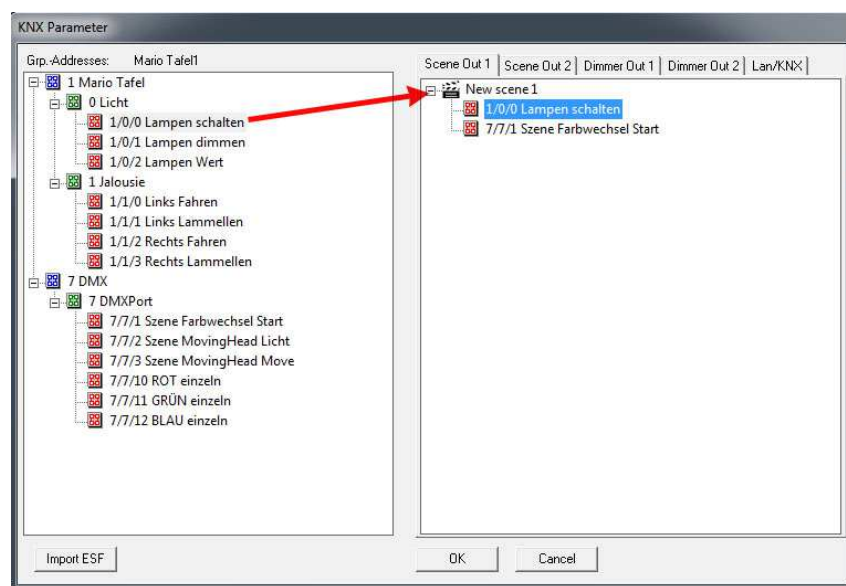 KNX Parameter
Grp.-Addresses: Mario Tafel1
1 Mario Tafel
0 Licht
1/0/0 Lampen schalten
1/0/1 Lampen dimmen
1/0/2 Lampen Wert
1 Jalousie
1/1/0 Links Fahren
1/1/1 Links Lammellen
1/1/2 Rechts Fahren
1/1/3 Rechts Lammellen
7 DMX
7 DMXPort
7/7/1 Szene Farbwechsel Start
7/7/2 Szene MovingHead Licht
7/7/3 Szene MovingHead Move
7/7/10 ROT einzeln
7/7/11 GRÜN einzeln
7/7/12 BLAU einzeln
Import ESF
Scene Out 1 Scene Out 2 Dimmer Out 1 Dimmer Out 2 Lan/KNX
New scene1
1/0/0 Lampen schalten
7/7/1 Szene Farbwechsel Start
OK Cancel